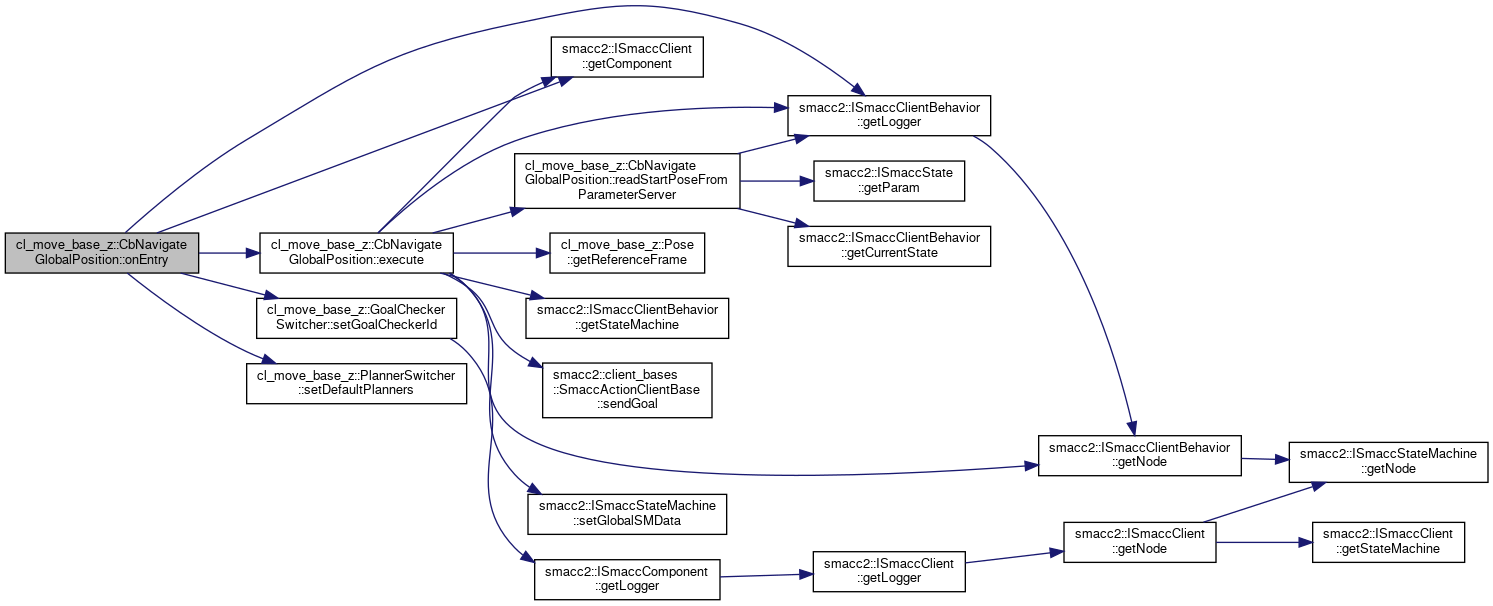 cl_move_base_z::CbNavigate
GlobalPosition::onEntry
smacc2::ISmaccClient
::getComponent
smacc2::ISmaccClientBehavior
::getLogger
cl_move_base_z::CbNavigate
GlobalPosition::execute
cl_move_base_z::CbNavigate
GlobalPosition::readStartPoseFrom
ParameterServer
smacc2::ISmaccState
::getParam
smacc2::ISmaccClientBehavior
::getCurrentState
cl_move_base_z::Pose
::getReferenceFrame
smacc2::ISmaccClientBehavior
::getStateMachine
smacc2::client_bases
::SmaccActionClientBase
::sendGoal
smacc2::ISmaccClientBehavior
::getNode
smacc2::ISmaccStateMachine
::getNode
smacc2::ISmaccStateMachine
::setGlobalSMData
cl_move_base_z::GoalChecker
Switcher::setGoalCheckerId
cl_move_base_z::PlannerSwitcher
::setDefaultPlanners
smacc2::ISmaccComponent
::getLogger
smacc2::ISmaccClient
::getLogger
smacc2::ISmaccClient
::getNode
smacc2::ISmaccClient
::getStateMachine